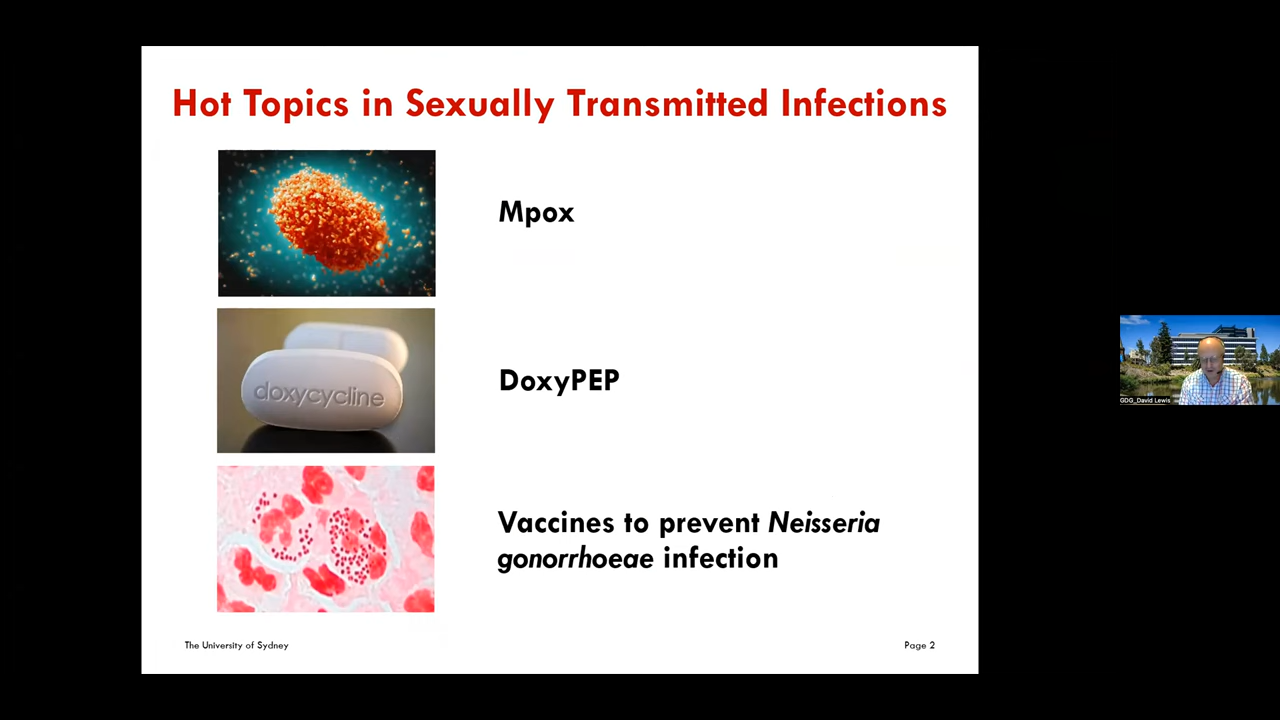 Hot Topics in Sexually Transmitted Infections
Mpox
doxycycline
DoxyPEP
Vaccines to prevent Neisseria
gonorrhoeae infection
The University of Sydney
Page 2
GDG_David Lewis